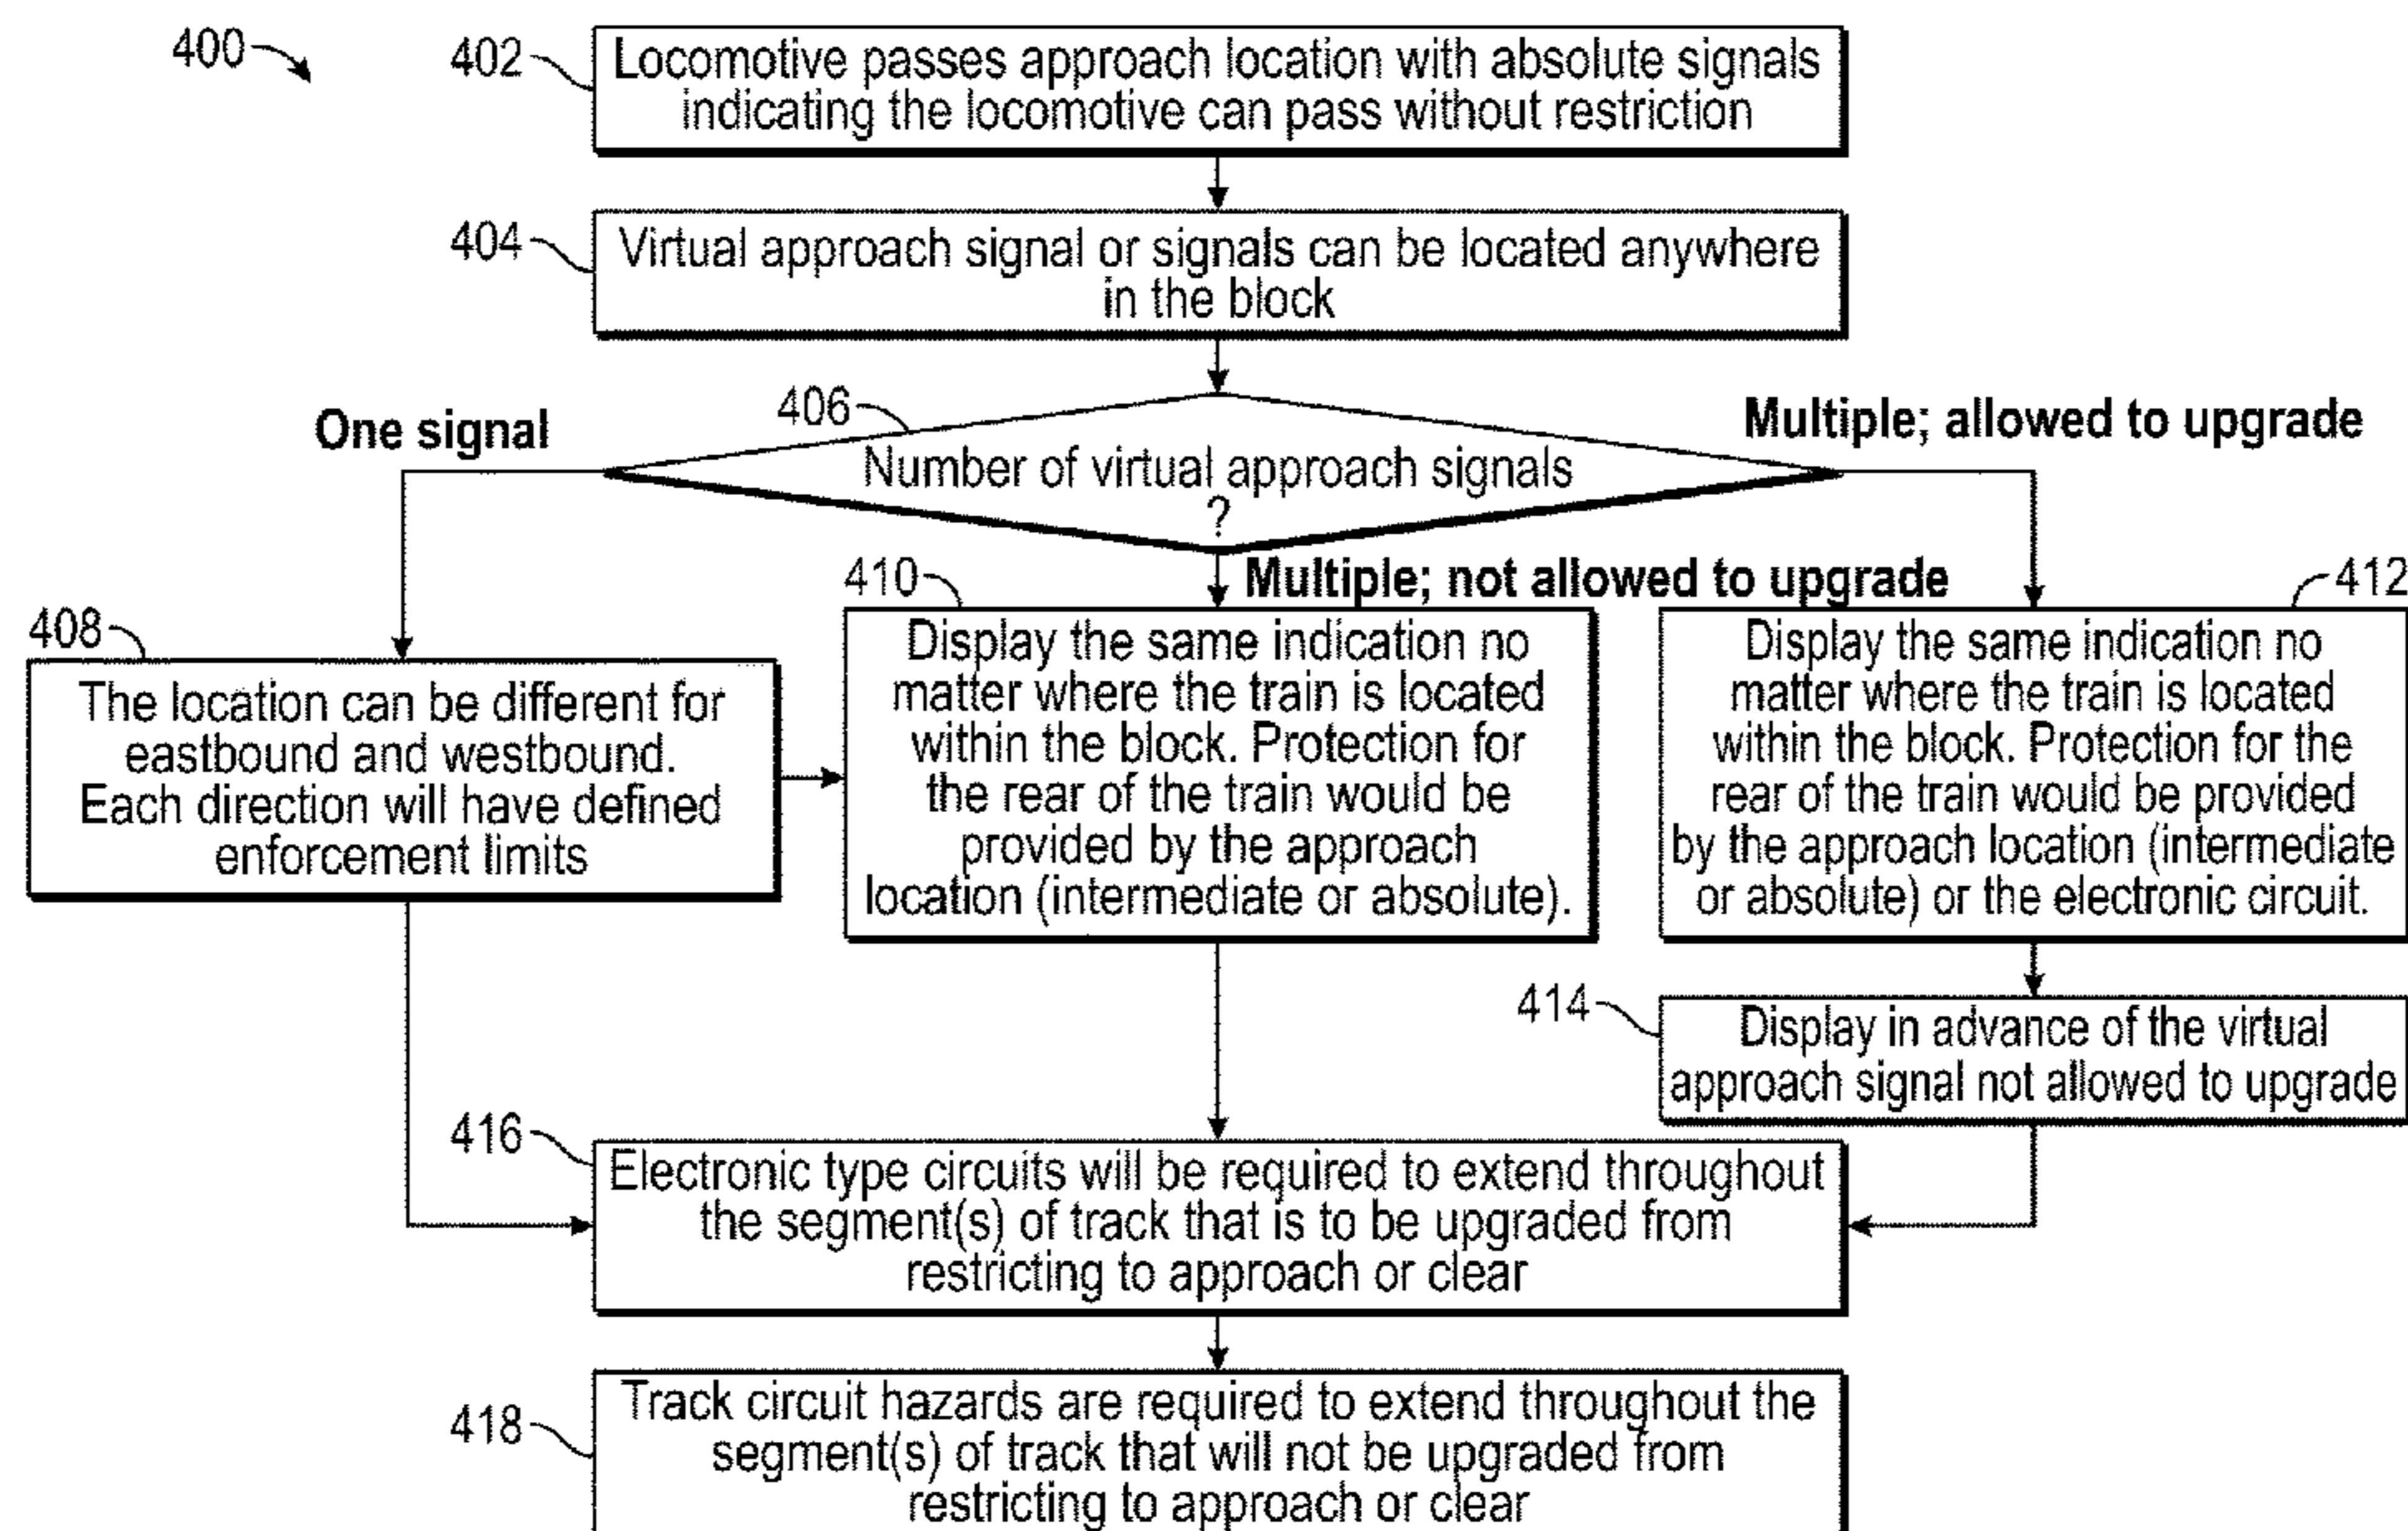 400
402
Locomotive passes approach location with absolute signals
indicating the locomotive can pass without restriction
404
Virtual approach signal or signals can be located anywhere
in the block
406
Number of virtual approach signals
?
One signal
Multiple; allowed to upgrade
Multiple; not allowed to upgrade
408
The location can be different for
eastbound and westbound.
Each direction will have defined
enforcement limits
410
Display the same indication no
matter where the train is located
within the block. Protection for
the rear of the train would be
provided by the approach
location (intermediate or absolute).
412
Display the same indication no
matter where the train is located
within the block. Protection for the
rear of the train would be provided
by the approach location (intermediate
or absolute) or the electronic circuit.
414
Display in advance of the virtual
approach signal not allowed to upgrade
416
Electronic type circuits will be required to extend throughout
the segment(s) of track that is to be upgraded from
restricting to approach or clear
418
Track circuit hazards are required to extend throughout the
segment(s) of track that will not be upgraded from
restricting to approach or clear